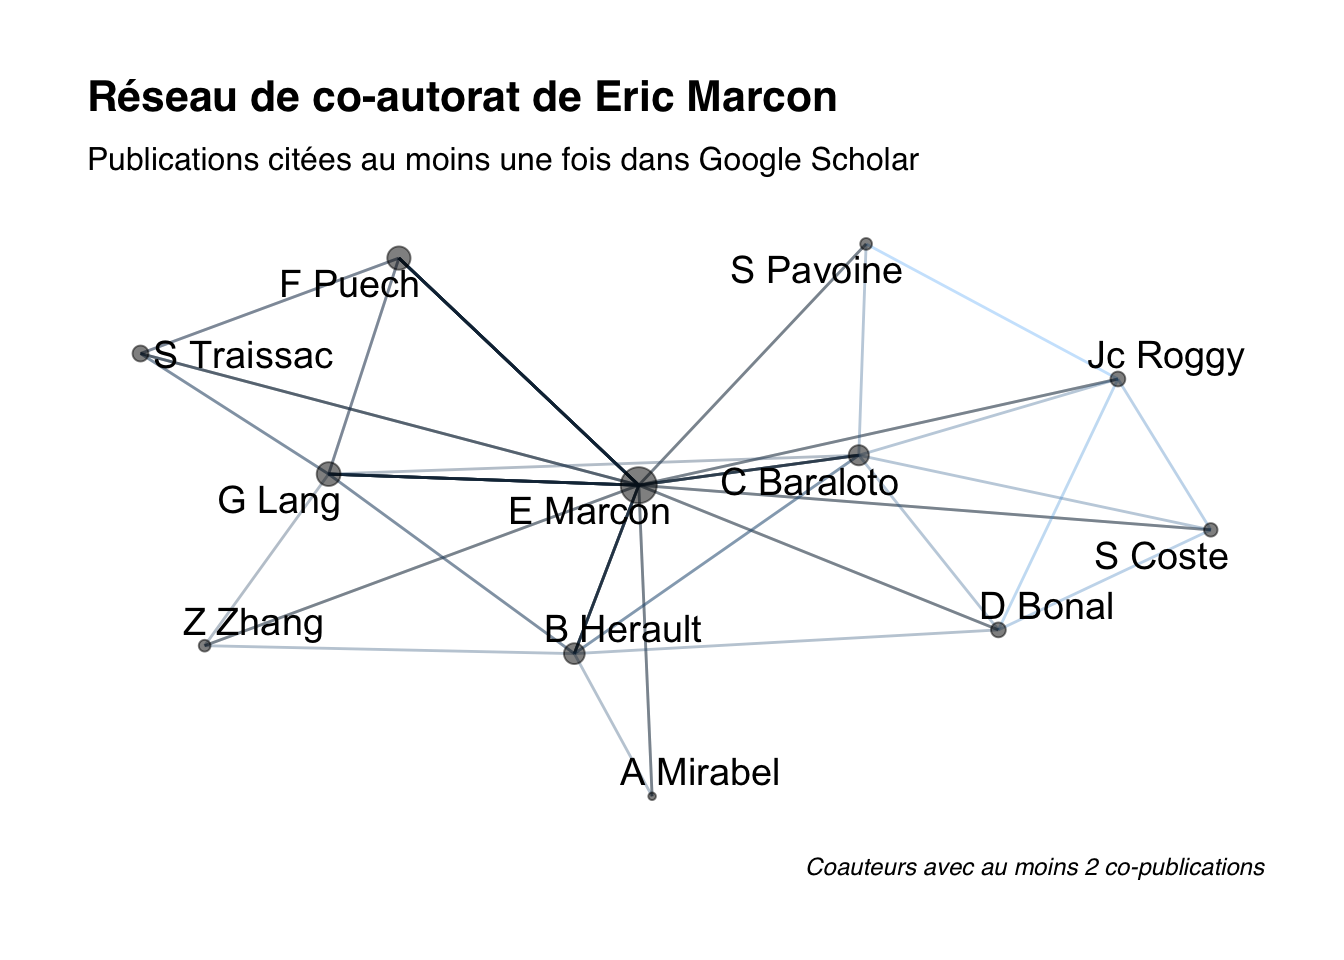 Réseau de co-autorat de Eric Marcon
Publications citées au moins une fois dans Google Scholar
S Pavoine
F Puech
S Traissac
Jc Roggy
C Baraloto
G Lang
E Marcon
S Coste
D Bonal
Z Zhang
B Herault
A Mirabel
Coauteurs avec au moins 2 co-publications